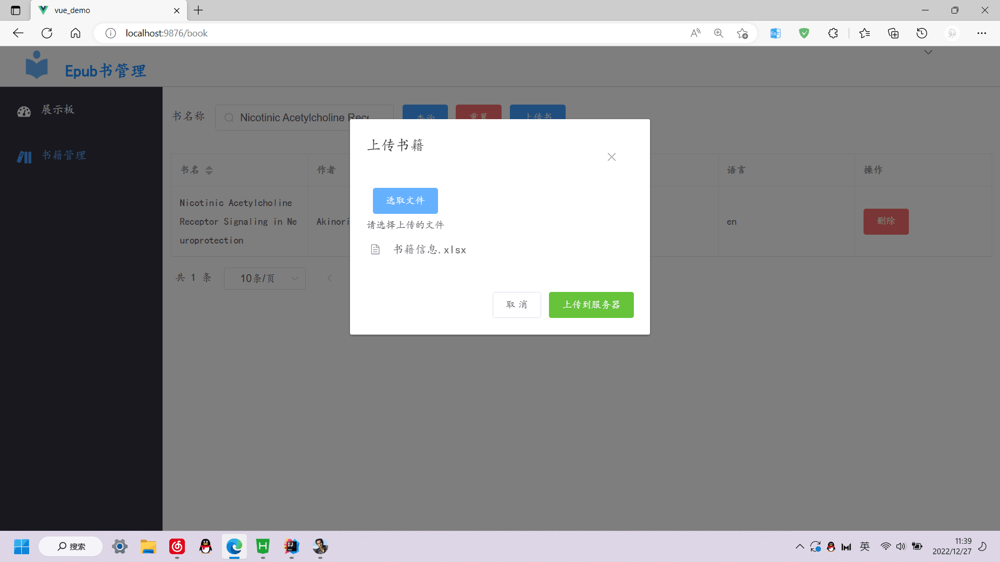 vue_demo
localhost:9876/book
Epub书管理
展示板
书籍管理
书名称
Nicotinic Acetylcholine Rece
查询
重置
上传书
上传书籍
选取文件
请选择上传的文件
书籍信息.xlsx
取 消
上传到服务器
书名
作者
语言
操作
Nicotinic Acetylcholine
Receptor Signaling in Ne
uroprotection
Akinori
en
删除
共 1 条
10条/页
搜索
英
11:39
2022/12/27